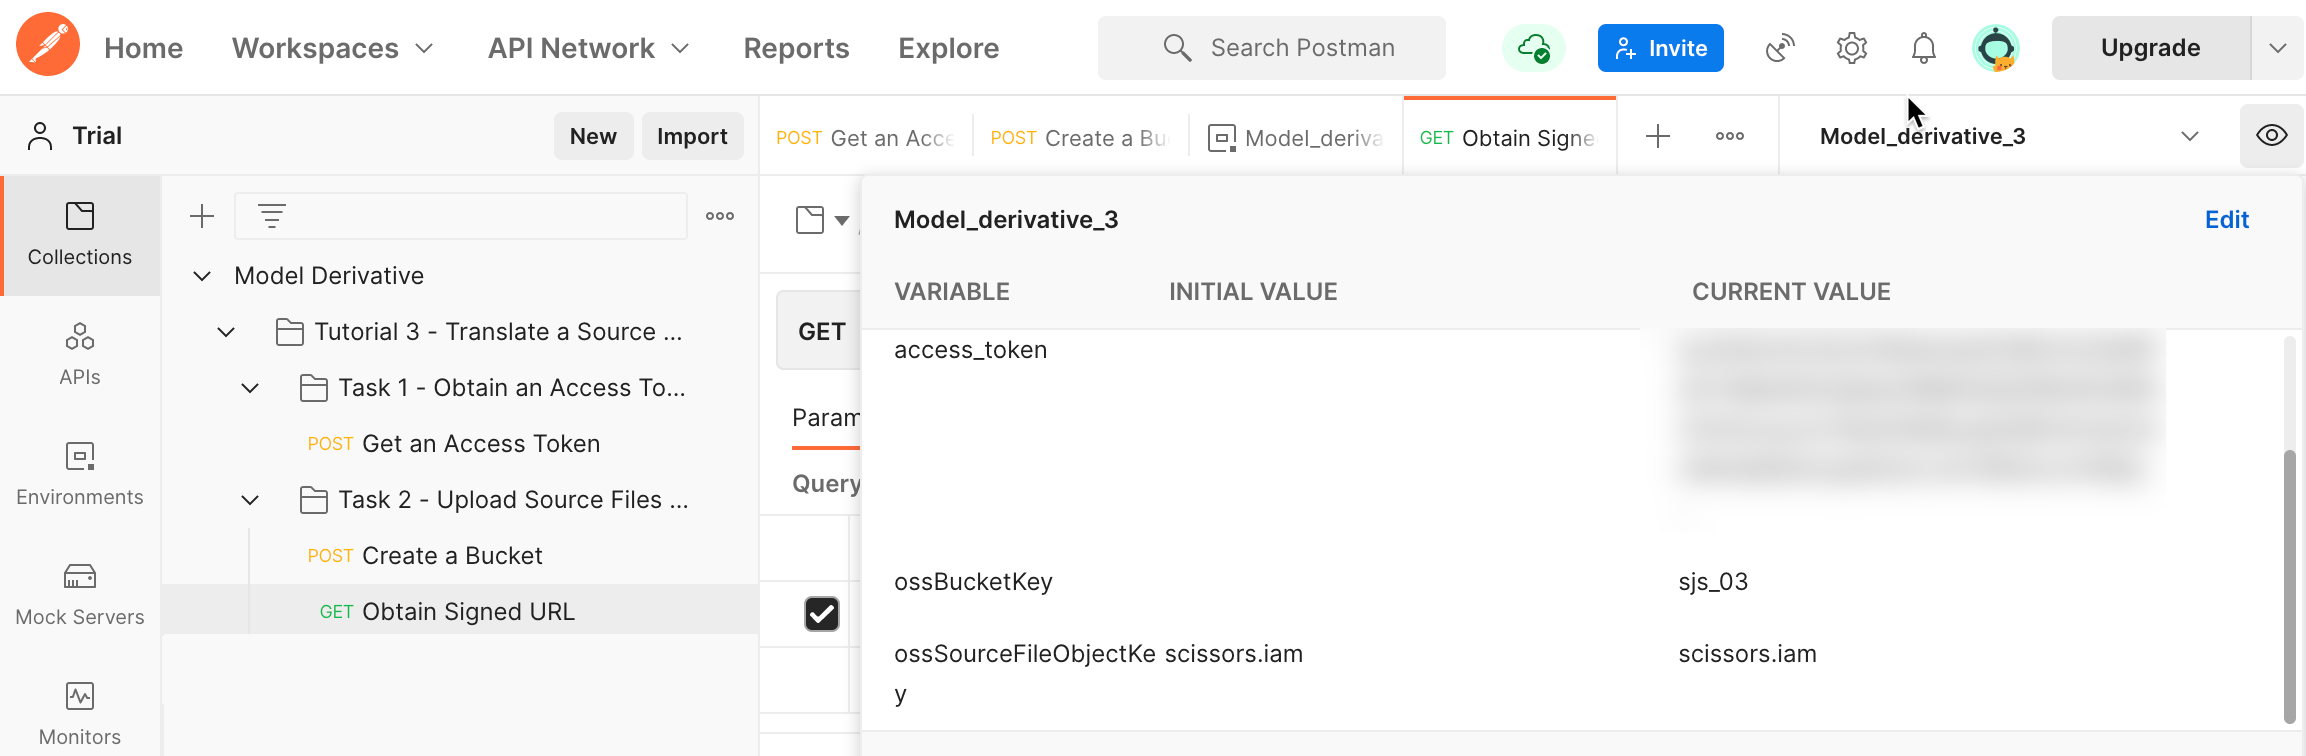 Home Workspaces API Network Reports Explore Search Postman Invite Upgrade
Trial New Import
POST Get an Acce POST Create a Bu Model_deriva GET Obtain Signe Model_derivative_3
Collections
APIs
Environments
Mock Servers
Monitors
Model Derivative
Tutorial 3 - Translate a Source ...
Task 1 - Obtain an Access To...
POST Get an Access Token
Task 2 - Upload Source Files ...
POST Create a Bucket
GET Obtain Signed URL
GET
Param
Query
Model_derivative_3 Edit
VARIABLE INITIAL VALUE CURRENT VALUE
access_token
ossBucketKey sjs_03
ossSourceFileObjectKe scissors.iam scissors.iam
y